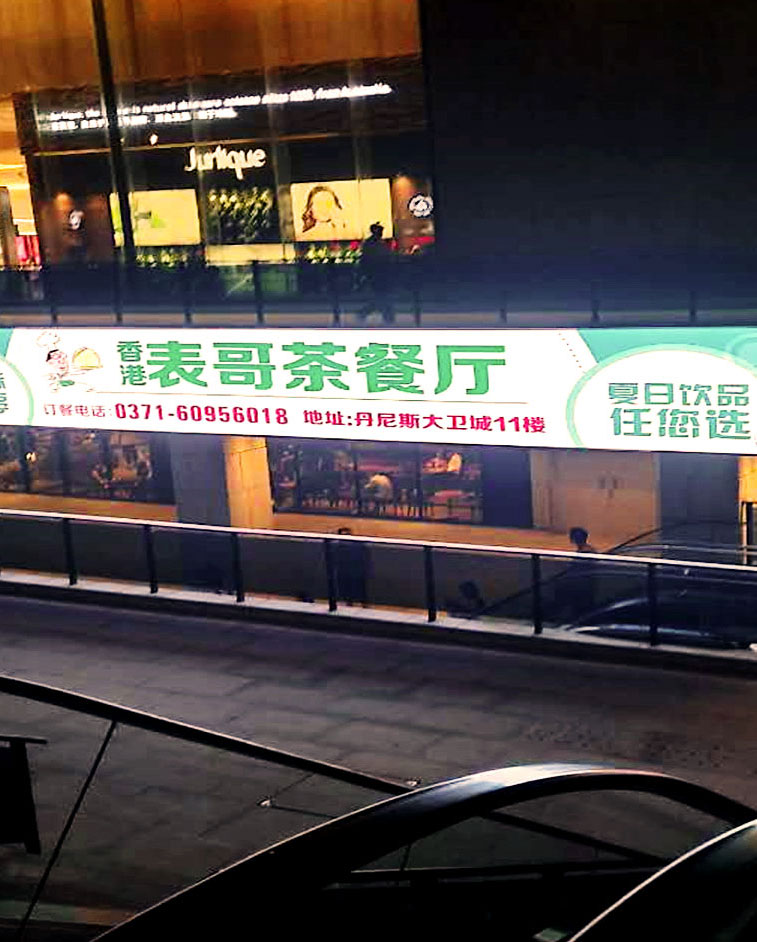 Jurlique
香港 表哥茶餐厅
订餐电话:0371-60956018 地址:丹尼斯大卫城11楼
夏日饮品
任您选